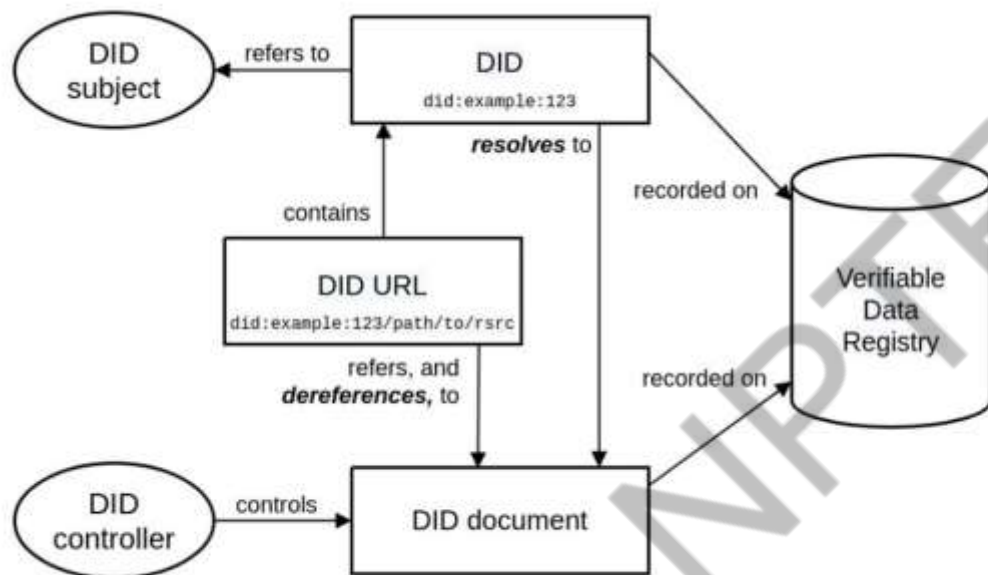 DID
subject
refers to
DID
did:example:123
resolves to
recorded on
contains
DID URL
did:example:123/path/to/rsrc
Verifiable
Data
Registry
refers, and
dereferences, to
recorded on
DID
controller
controls
DID document
NPTE